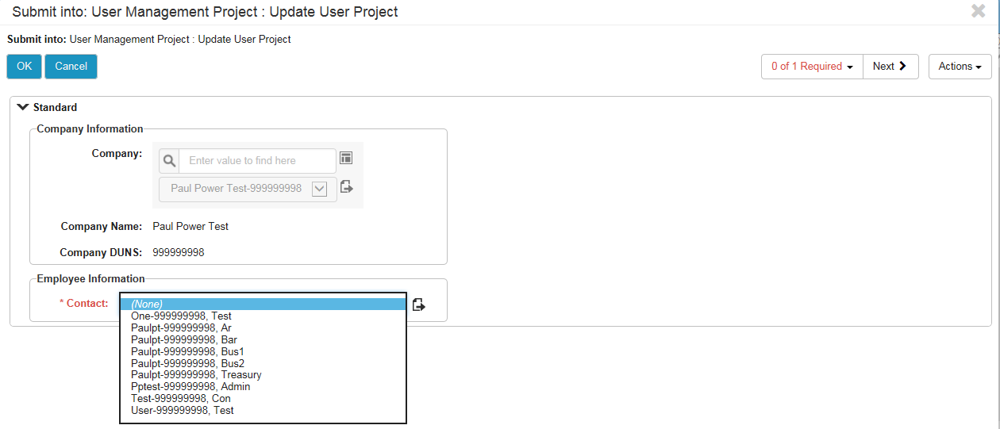 Submit into: User Management Project : Update User Project
Submit into: User Management Project : Update User Project
OK Cancel 0 of 1 Required Next Actions
Standard
Company Information
Company: Enter value to find here
Paul Power Test-999999998
Company Name: Paul Power Test
Company DUNS: 999999998
Employee Information
* Contact: (None)
One-999999998, Test
Paulpt-999999998, Ar
Paulpt-999999998, Bar
Paulpt-999999998, Bus1
Paulpt-999999998, Bus2
Paulpt-999999998, Treasury
Pptest-999999998, Admin
Test-999999998, Con
User-999999998, Test